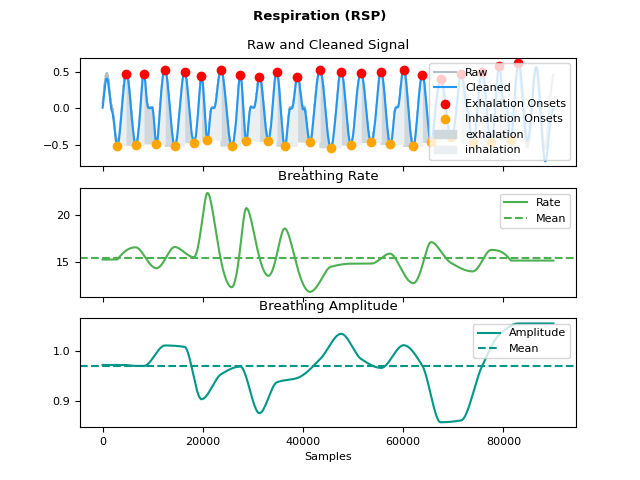 Respiration (RSP)
Raw and Cleaned Signal
0.5
0.0
−0.5
Raw
Cleaned
Exhalation Onsets
Inhalation Onsets
exhalation
inhalation
Breathing Rate
20
15
Rate
Mean
Breathing Amplitude
1.0
0.9
Amplitude
Mean
0
20000
40000
60000
80000
Samples